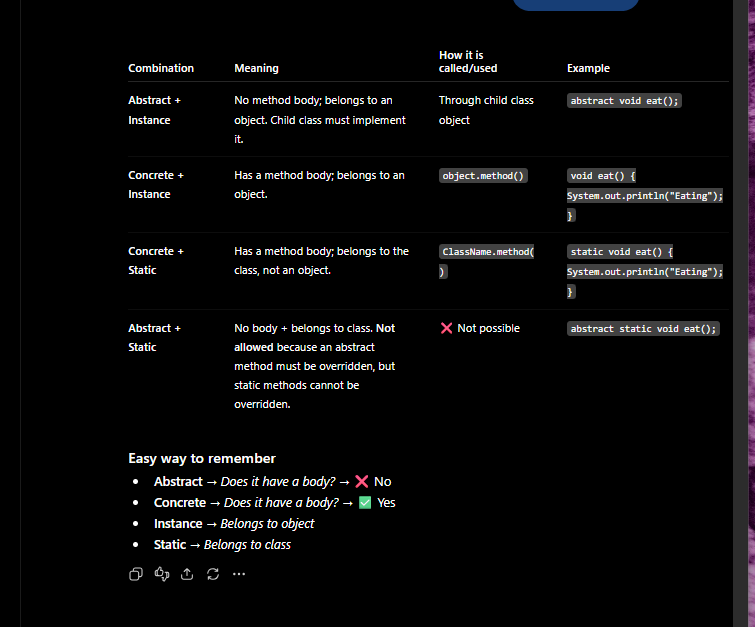 Combination Meaning How it is called/used Example
Abstract + Instance
No method body; belongs to an
object. Child class must implement
it.
Through child class
object
abstract void eat();
Concrete +
Instance
Has a method body; belongs to an
object.
object.method()
void eat() {
System.out.println("Eating");
}
Concrete +
Static
Has a method body; belongs to the
class, not an object.
ClassName.method(
)
static void eat() {
System.out.println("Eating");
}
Abstract +
Static
No body + belongs to class. Not
allowed because an abstract
method must be overridden, but
static methods cannot be
overridden.
❌ Not possible
abstract static void eat();
Easy way to remember
• Abstract → Does it have a body? → ❌ No
• Concrete → Does it have a body? → ✅ Yes
• Instance → Belongs to object
• Static → Belongs to class